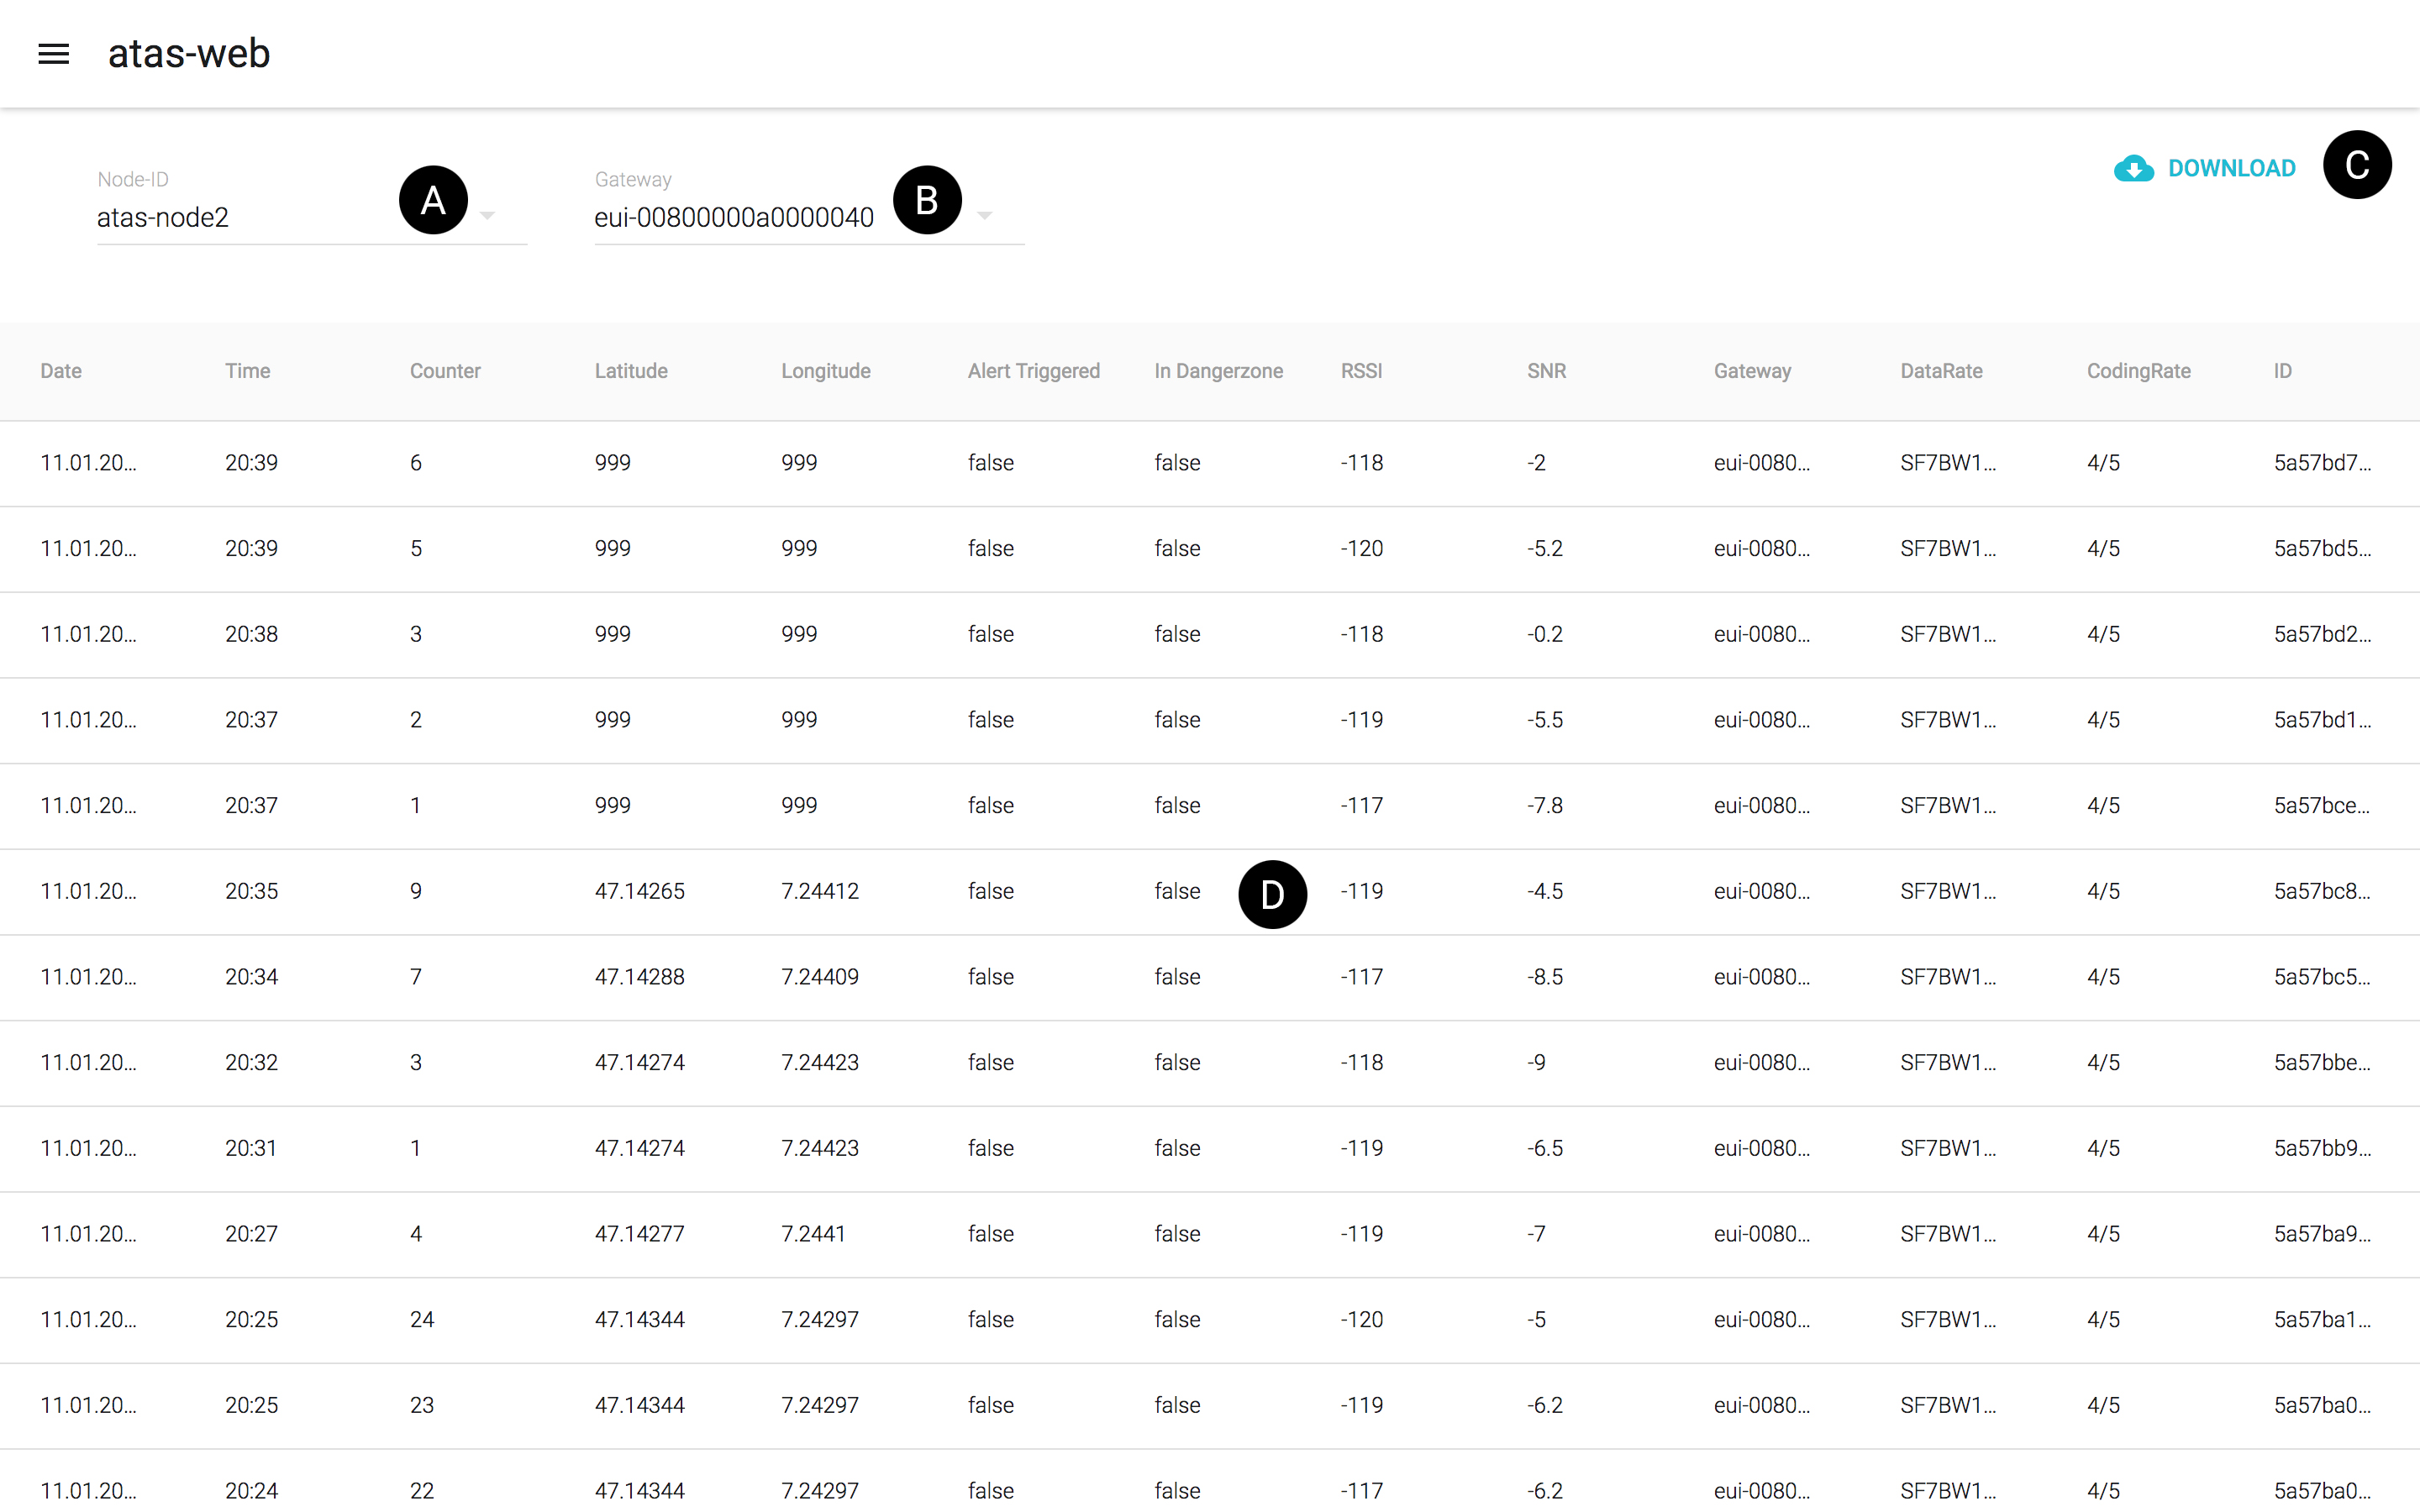 atas-web
C
DOWNLOAD
Node-ID A Gateway B
atas-node2 eui-00800000a0000040
Date Time Counter Latitude Longitude Alert Triggered In Dangerzone RSSI SNR Gateway DataRate CodingRate ID
11.01.20... 20:39 6 999 999 false false -118 -2 eui-0080... SF7BW1... 4/5 5a57bd7...
11.01.20... 20:39 5 999 999 false false -120 -5.2 eui-0080... SF7BW1... 4/5 5a57bd5...
11.01.20... 20:38 3 999 999 false false -118 -0.2 eui-0080... SF7BW1... 4/5 5a57bd2...
11.01.20... 20:37 2 999 999 false false -119 -5.5 eui-0080... SF7BW1... 4/5 5a57bd1...
11.01.20... 20:37 1 999 999 false false -117 -7.8 eui-0080... SF7BW1... 4/5 5a57bce...
11.01.20... 20:35 9 47.14265 7.24412 false false D -119 -4.5 eui-0080... SF7BW1... 4/5 5a57bc8...
11.01.20... 20:34 7 47.14288 7.24409 false false -117 -8.5 eui-0080... SF7BW1... 4/5 5a57bc5...
11.01.20... 20:32 3 47.14274 7.24423 false false -118 -9 eui-0080... SF7BW1... 4/5 5a57bbe...
11.01.20... 20:31 1 47.14274 7.24423 false false -119 -6.5 eui-0080... SF7BW1... 4/5 5a57bb9...
11.01.20... 20:27 4 47.14277 7.2441 false false -119 -7 eui-0080... SF7BW1... 4/5 5a57ba9...
11.01.20... 20:25 24 47.14344 7.24297 false false -120 -5 eui-0080... SF7BW1... 4/5 5a57ba1...
11.01.20... 20:25 23 47.14344 7.24297 false false -119 -6.2 eui-0080... SF7BW1... 4/5 5a57ba0...
11.01.20... 20:24 22 47.14344 7.24297 false false -117 -6.2 eui-0080... SF7BW1... 4/5 5a57ba0...